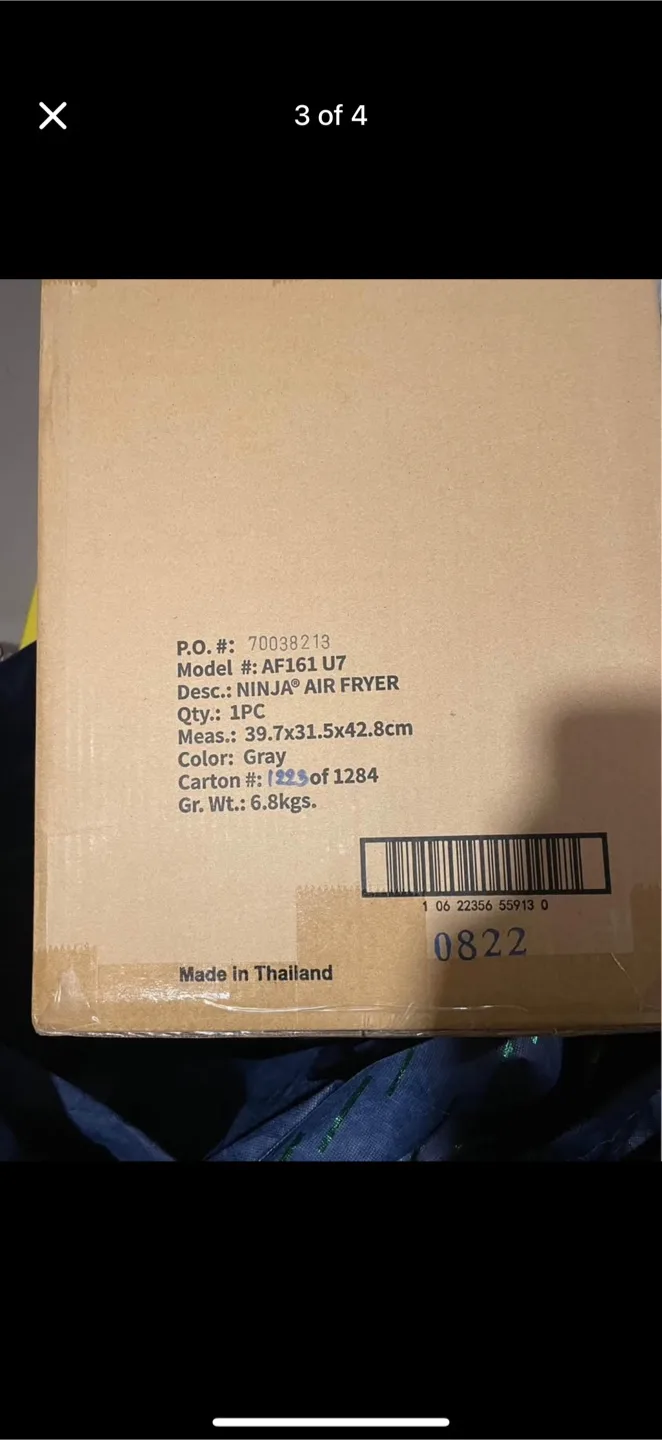 3 of 4
P.O. #: 70038213
Model #: AF161 U7
Desc.: NINJA® AIR FRYER
Qty.: 1PC
Meas.: 39.7x31.5x42.8cm
Color: Gray
Carton #: 1223 of 1284
Gr. Wt.: 6.8kgs.
1 06 22356 55913 0
0822
Made in Thailand